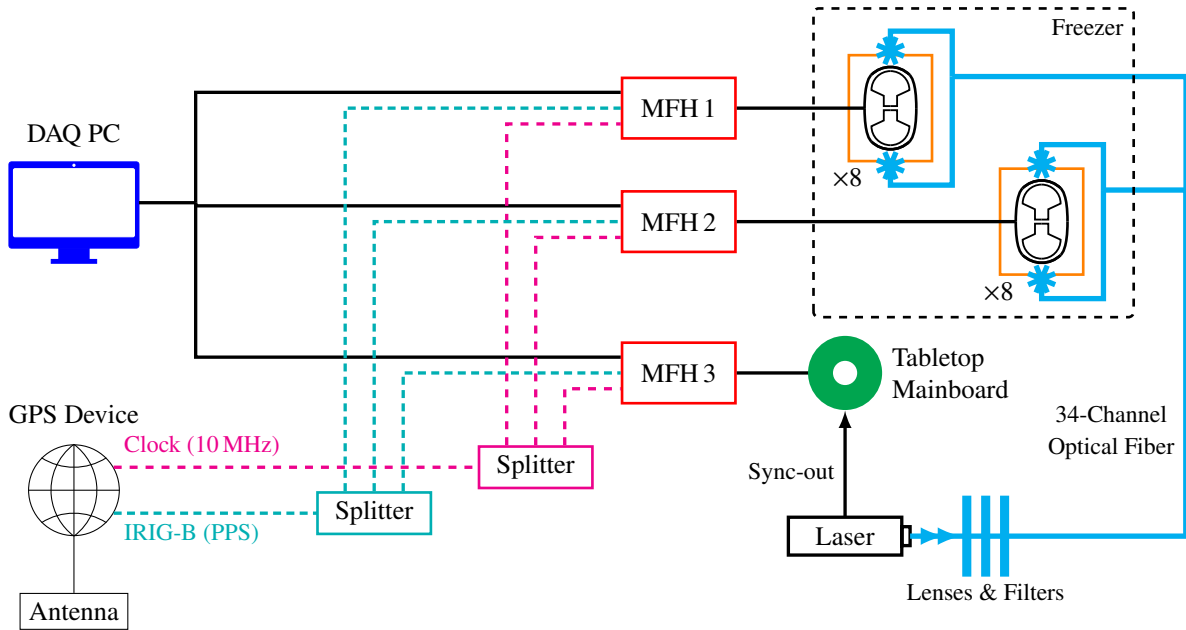 Freezer
MFH 1
DAQ PC
×8
MFH 2
×8
MFH 3
Tabletop
Mainboard
GPS Device
34-Channel
Optical Fiber
Clock (10 MHz)
Splitter
Sync-out
IRIG-B (PPS)
Splitter
Laser
Lenses & Filters
Antenna